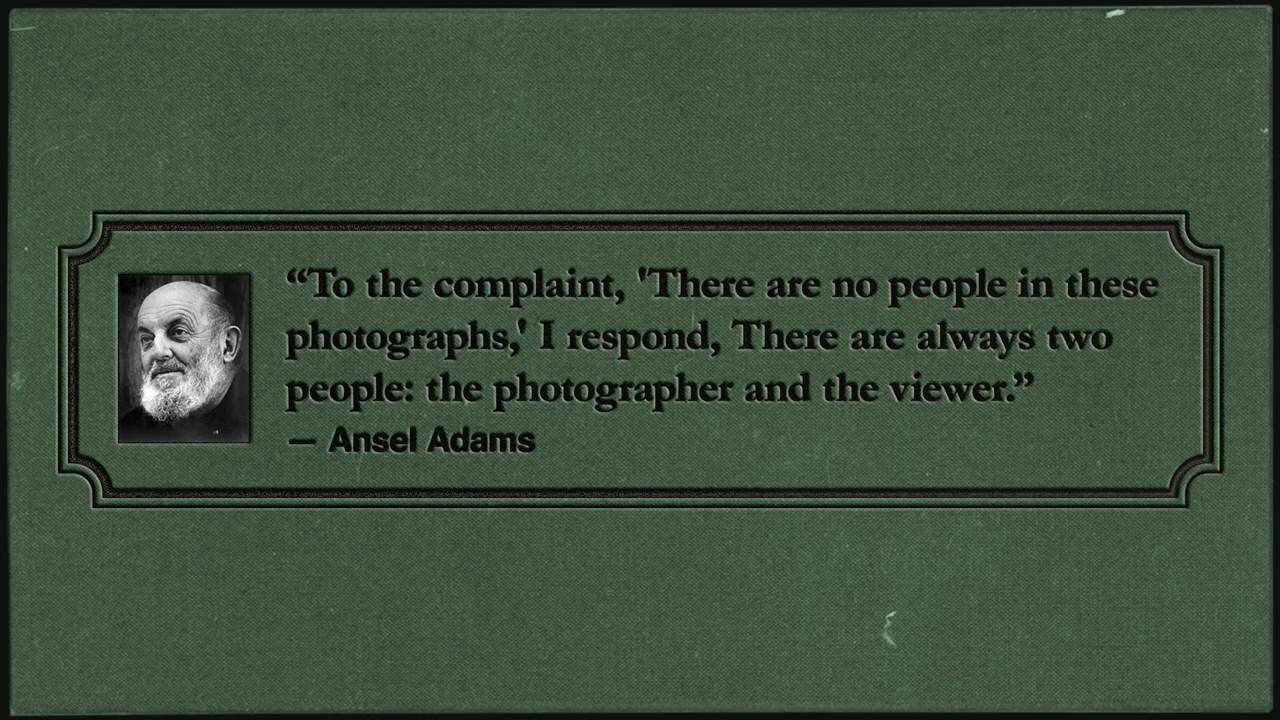 “To the complaint, 'There are no people in these
photographs,' I respond, There are always two
people: the photographer and the viewer.”
— Ansel Adams